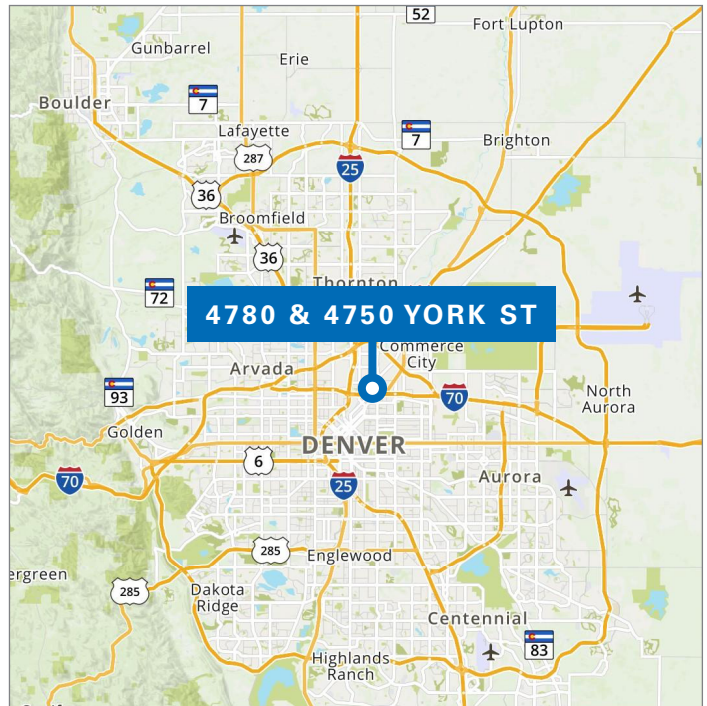 52
Fort Lupton
Gunbarrel
Erie
Boulder
7
Lafayette
7
Brighton
287
25
36
Broomfield
36
Thornton
72
4780 & 4750 YORK ST
Commerce
City
Arvada
93
70
North
Aurora
Golden
DENVER
6
70
25
Aurora
285
Englewood
ergreen
285
Dakota
Ridge
Centennial
83
Highlands
Ranch